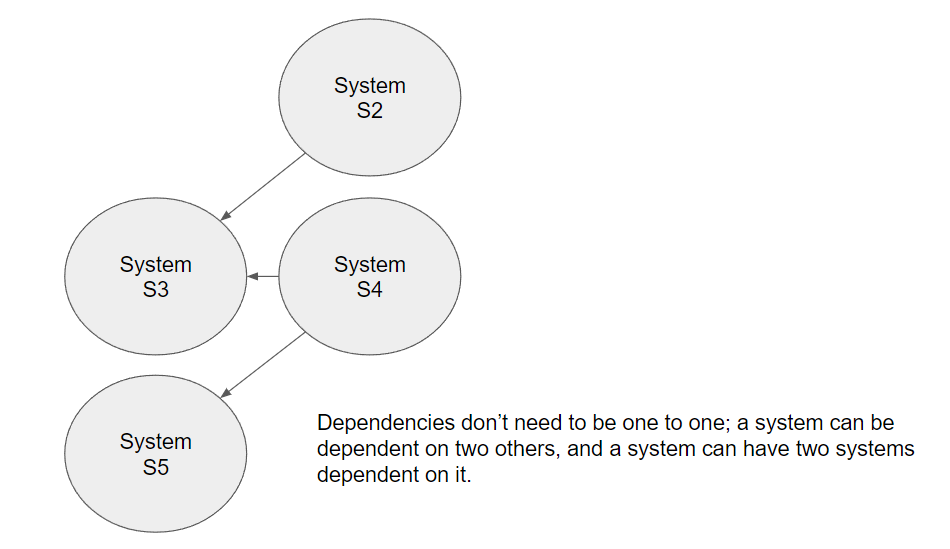 System
S2
System
S3
System
S4
System
S5
Dependencies don’t need to be one to one; a system can be
dependent on two others, and a system can have two systems
dependent on it.